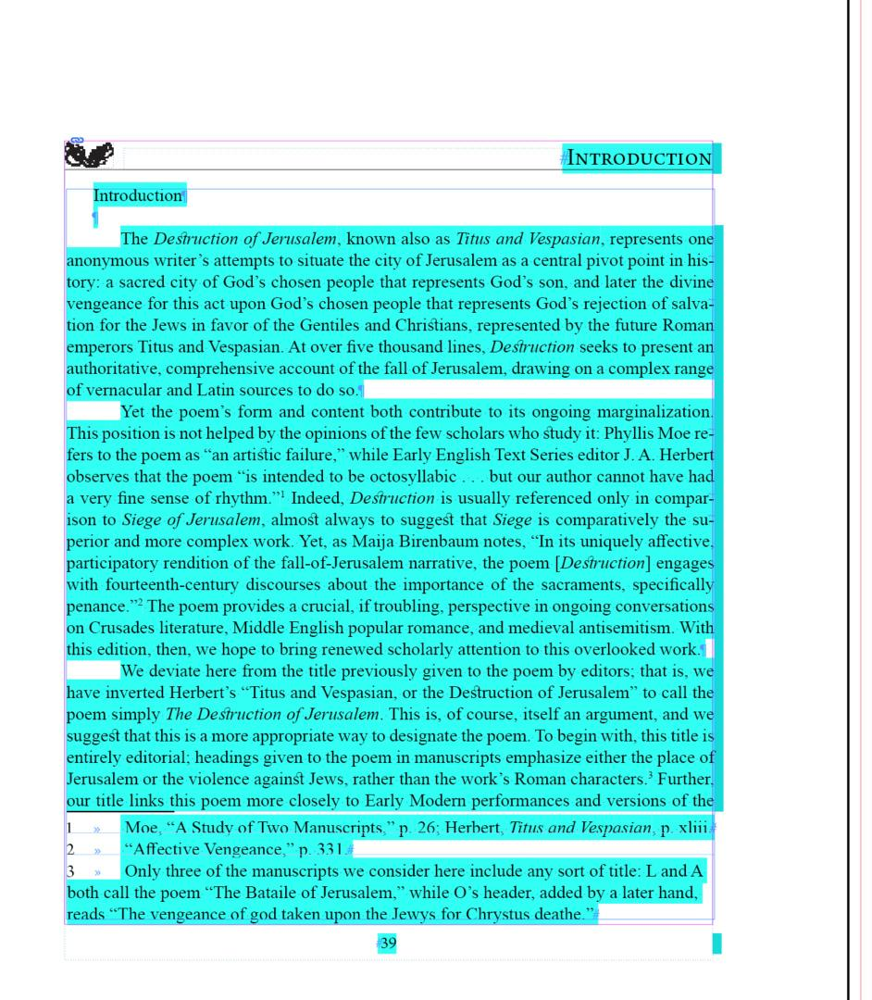 #Introduction
Introduction¶
¶
The Destruction of Jerusalem, known also as Titus and Vespasian, represents one
anonymous writer’s attempts to situate the city of Jerusalem as a central pivot point in his-
tory: a sacred city of God’s chosen people that represents God’s son, and later the divine
vengeance for this act upon God’s chosen people that represents God’s rejection of salva-
tion for the Jews in favor of the Gentiles and Christians, represented by the future Roman
emperors Titus and Vespasian. At over five thousand lines, Destruction seeks to present an
authoritative, comprehensive account of the fall of Jerusalem, drawing on a complex range
of vernacular and Latin sources to do so.¶
Yet the poem’s form and content both contribute to its ongoing marginalization.
This position is not helped by the opinions of the few scholars who study it: Phyllis Moe re-
fers to the poem as “an artistic failure,” while Early English Text Series editor J. A. Herbert
observes that the poem “is intended to be octosyllabic . . . but our author cannot have had
a very fine sense of rhythm.”1 Indeed, Destruction is usually referenced only in compar-
ison to Siege of Jerusalem, almost always to suggest that Siege is comparatively the su-
perior and more complex work. Yet, as Maija Birenbaum notes, “In its uniquely affective,
participatory rendition of the fall-of-Jerusalem narrative, the poem [Destruction] engages
with fourteenth-century discourses about the importance of the sacraments, specifically
penance.”2 The poem provides a crucial, if troubling, perspective in ongoing conversations
on Crusades literature, Middle English popular romance, and medieval antisemitism. With
this edition, then, we hope to bring renewed scholarly attention to this overlooked work.¶
We deviate here from the title previously given to the poem by editors; that is, we
have inverted Herbert’s “Titus and Vespasian, or the Destruction of Jerusalem” to call the
poem simply The Destruction of Jerusalem. This is, of course, itself an argument, and we
suggest that this is a more appropriate way to designate the poem. To begin with, this title is
entirely editorial; headings given to the poem in manuscripts emphasize either the place of
Jerusalem or the violence against Jews, rather than the work’s Roman characters.3 Further,
our title links this poem more closely to Early Modern performances and versions of the
1 » Moe, “A Study of Two Manuscripts,” p. 26; Herbert, Titus and Vespasian, p. xliii.#
2 » “Affective Vengeance,” p. 331.#
3 » Only three of the manuscripts we consider here include any sort of title: L and A
both call the poem “The Bataile of Jerusalem,” while O’s header, added by a later hand,
reads “The vengeance of god taken upon the Jewys for Chrystus deathe.”#
#39